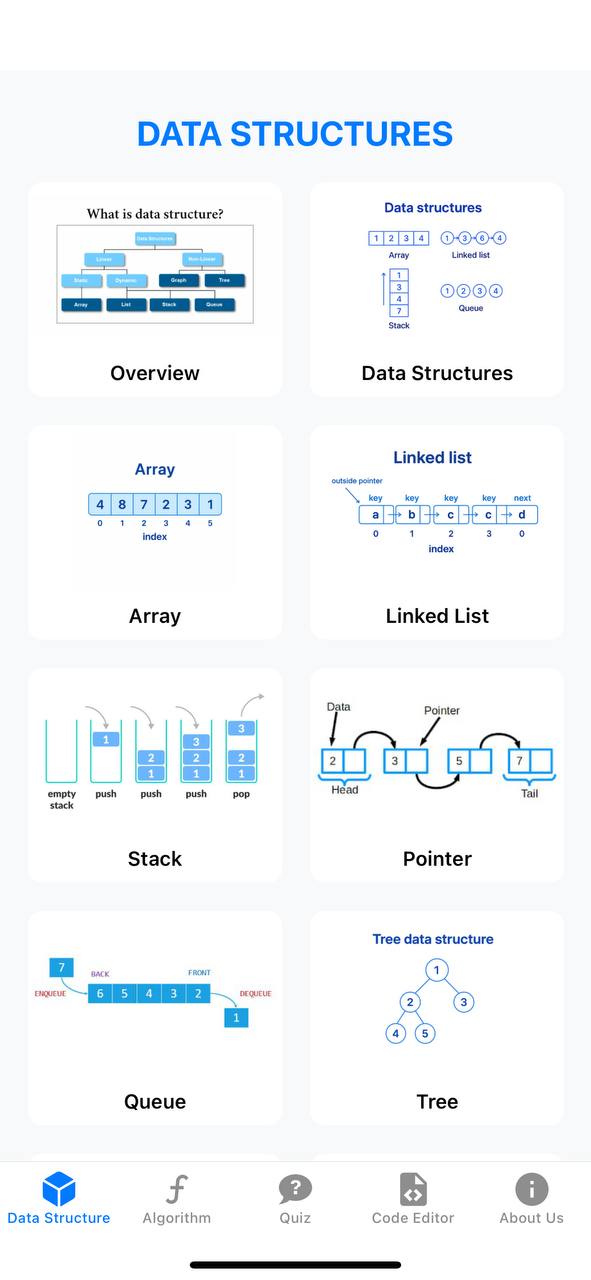 DATA STRUCTURES
What is data structure?
Data Structures
Linear
Non-Linear
Static
Dynamic
Graph
Tree
Array
List
Stack
Queue
Overview
Data structures
1 2 3 4
1 3 6 4
Array
Linked list
1
3
4
7
1 2 3 4
Queue
Stack
Data Structures
Array
4 8 7 2 3 1
0 1 2 3 4 5
index
Array
Linked list
outside pointer
key key key key next
a b c c d
0 1 2 3 0
index
Linked List
1
2
1
3
2
1
3
2
1
empty stack
push
push
push
pop
Stack
Data
Pointer
2 3 5 7
Head
Tail
Pointer
7
BACK
FRONT
ENQUEUE
6 5 4 3 2
DEQUEUE
1
Queue
Tree data structure
1
2 3
4 5
Tree
Data Structure
Algorithm
Quiz
Code Editor
About Us